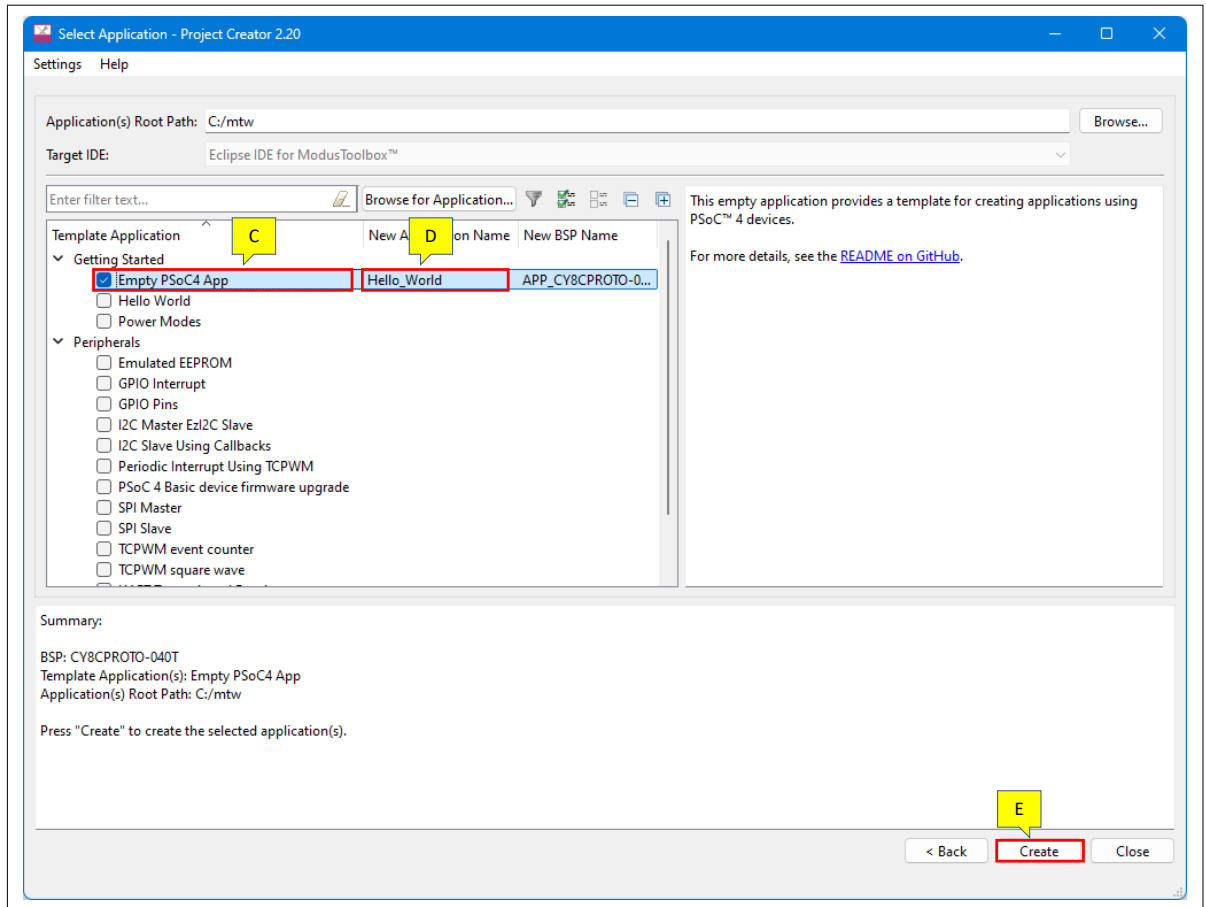 Select Application - Project Creator 2.20
Settings Help
Application(s) Root Path: C:/mtw Browse...
Target IDE: Eclipse IDE for ModusToolbox™
Enter filter text... Browse for Application...
C
D
Template Application New A on Name New BSP Name
Getting Started
Empty PSoC4 App Hello_World APP_CY8CPROTO-0...
Hello World
Power Modes
Peripherals
Emulated EEPROM
GPIO Interrupt
GPIO Pins
I2C Master EzI2C Slave
I2C Slave Using Callbacks
Periodic Interrupt Using TCPWM
PSoC 4 Basic device firmware upgrade
SPI Master
SPI Slave
TCPWM event counter
TCPWM square wave
This empty application provides a template for creating applications using
PSoC™ 4 devices.
For more details, see the README on GitHub.
Summary:
BSP: CY8CPROTO-040T
Template Application(s): Empty PSoC4 App
Application(s) Root Path: C:/mtw
Press "Create" to create the selected application(s).
E
< Back Create Close